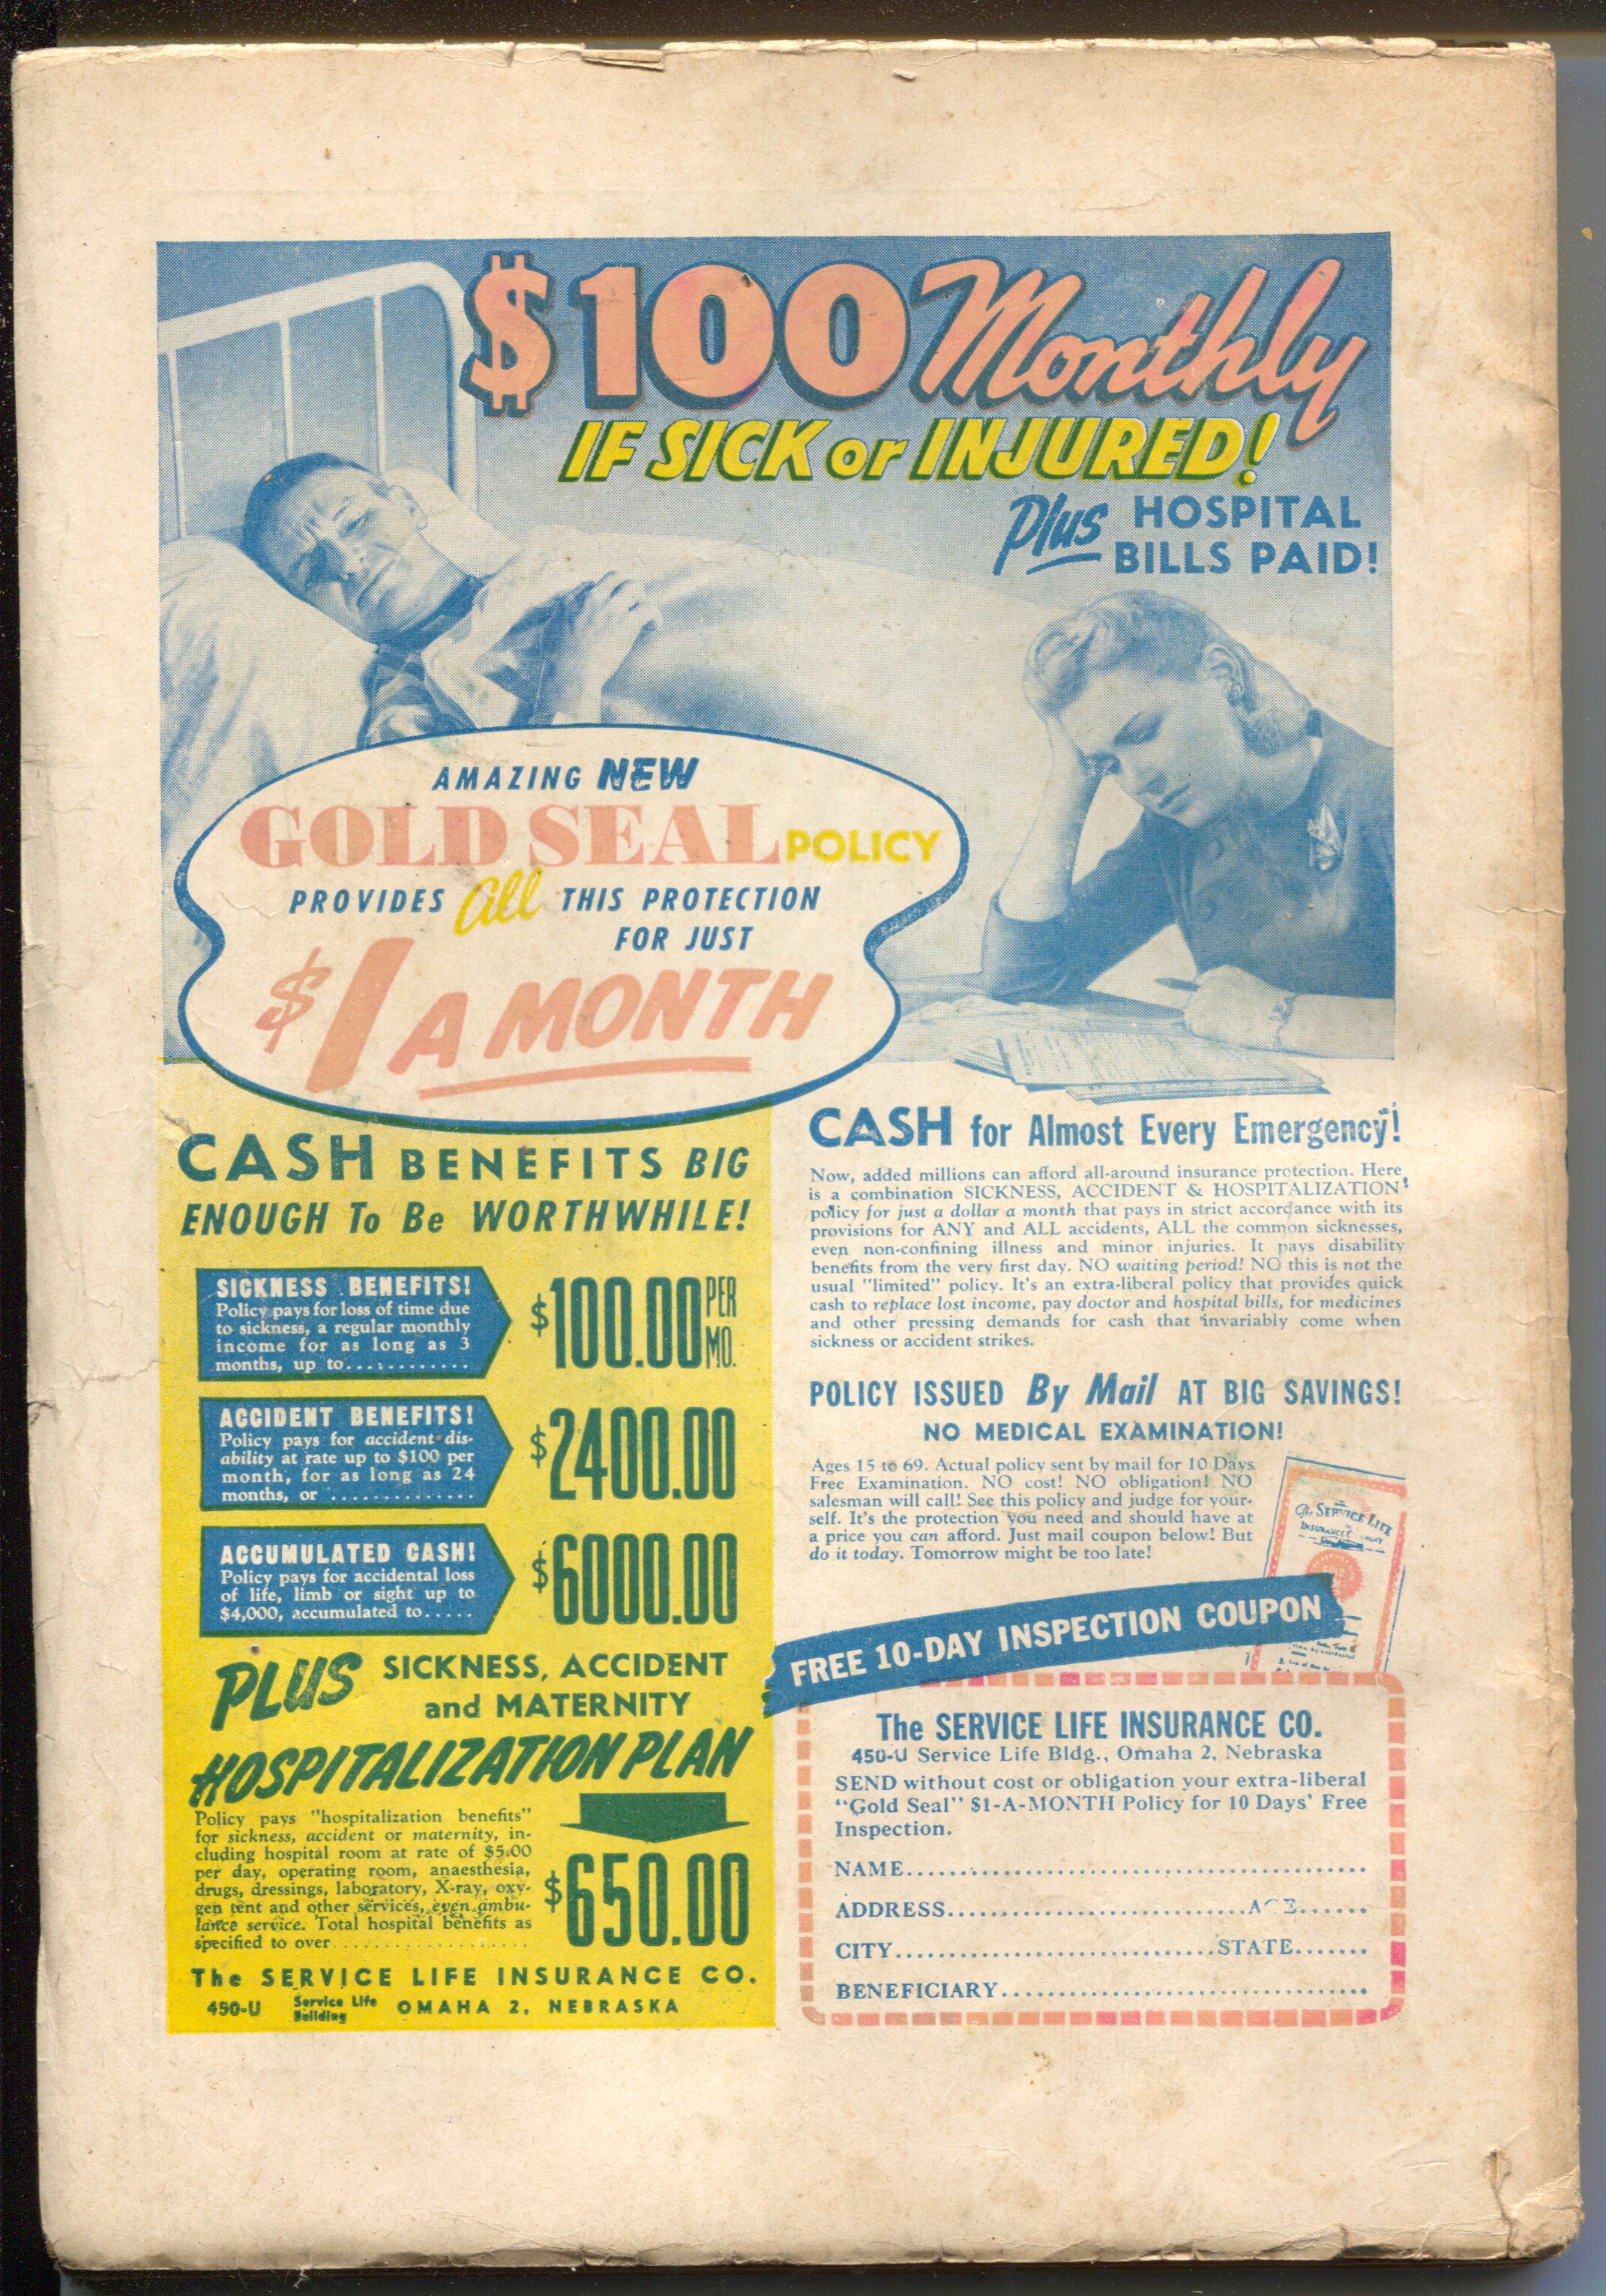 $100 Monthly
IF SICK or INJURED!
Plus HOSPITAL
BILLS PAID!
AMAZING NEW
GOLD SEAL POLICY
PROVIDES all THIS PROTECTION
FOR JUST
$1 A MONTH
CASH BENEFITS BIG
ENOUGH To Be WORTHWHILE!
SICKNESS BENEFITS!
Policy pays for loss of time due
to sickness, a regular monthly
income for as long as 3
months, up to............
$100.00 PER
MO.
ACCIDENT BENEFITS!
Policy pays for accident dis-
ability at rate up to $100 per
month, for as long as 24
months, or ..............
$2400.00
ACCUMULATED CASH!
Policy pays for accidental loss
of life, limb or sight up to
$4,000, accumulated to.....
$6000.00
PLUS SICKNESS, ACCIDENT
and MATERNITY
HOSPITALIZATION PLAN
Policy pays "hospitalization benefits"
for sickness, accident or maternity, in-
cluding hospital room at rate of $5.00
per day, operating room, anaesthesia,
drugs, dressings, laboratory, X-ray, oxy-
gen tent and other services, even ambu-
lance service. Total hospital benefits as
specified to over....................
$650.00
The SERVICE LIFE INSURANCE CO.
450-U Service Life
Building OMAHA 2, NEBRASKA
CASH for Almost Every Emergency!
Now, added millions can afford all-around insurance protection. Here
is a combination SICKNESS, ACCIDENT & HOSPITALIZATION
policy for just a dollar a month that pays in strict accordance with its
provisions for ANY and ALL accidents, ALL the common sicknesses,
even non-confining illness and minor injuries. It pays disability
benefits from the very first day. NO waiting period! NO this is not the
usual "limited" policy. It's an extra-liberal policy that provides quick
cash to replace lost income, pay doctor and hospital bills, for medicines
and other pressing demands for cash that invariably come when
sickness or accident strikes.
POLICY ISSUED By Mail AT BIG SAVINGS!
NO MEDICAL EXAMINATION!
Ages 15 to 69. Actual policy sent by mail for 10 Days
Free Examination. NO cost! NO obligation! NO
salesman will call! See this policy and judge for your-
self. It's the protection you need and should have at
a price you can afford. Just mail coupon below! But
do it today. Tomorrow might be too late!
The SERVICE LIFE
FREE 10-DAY INSPECTION COUPON
The SERVICE LIFE INSURANCE CO.
450-U Service Life Bldg., Omaha 2, Nebraska
SEND without cost or obligation your extra-liberal
"Gold Seal" $1-A-MONTH Policy for 10 Days' Free
Inspection.
NAME..............................................
ADDRESS..............................AGE.......
CITY................................STATE.......
BENEFICIARY.....................................